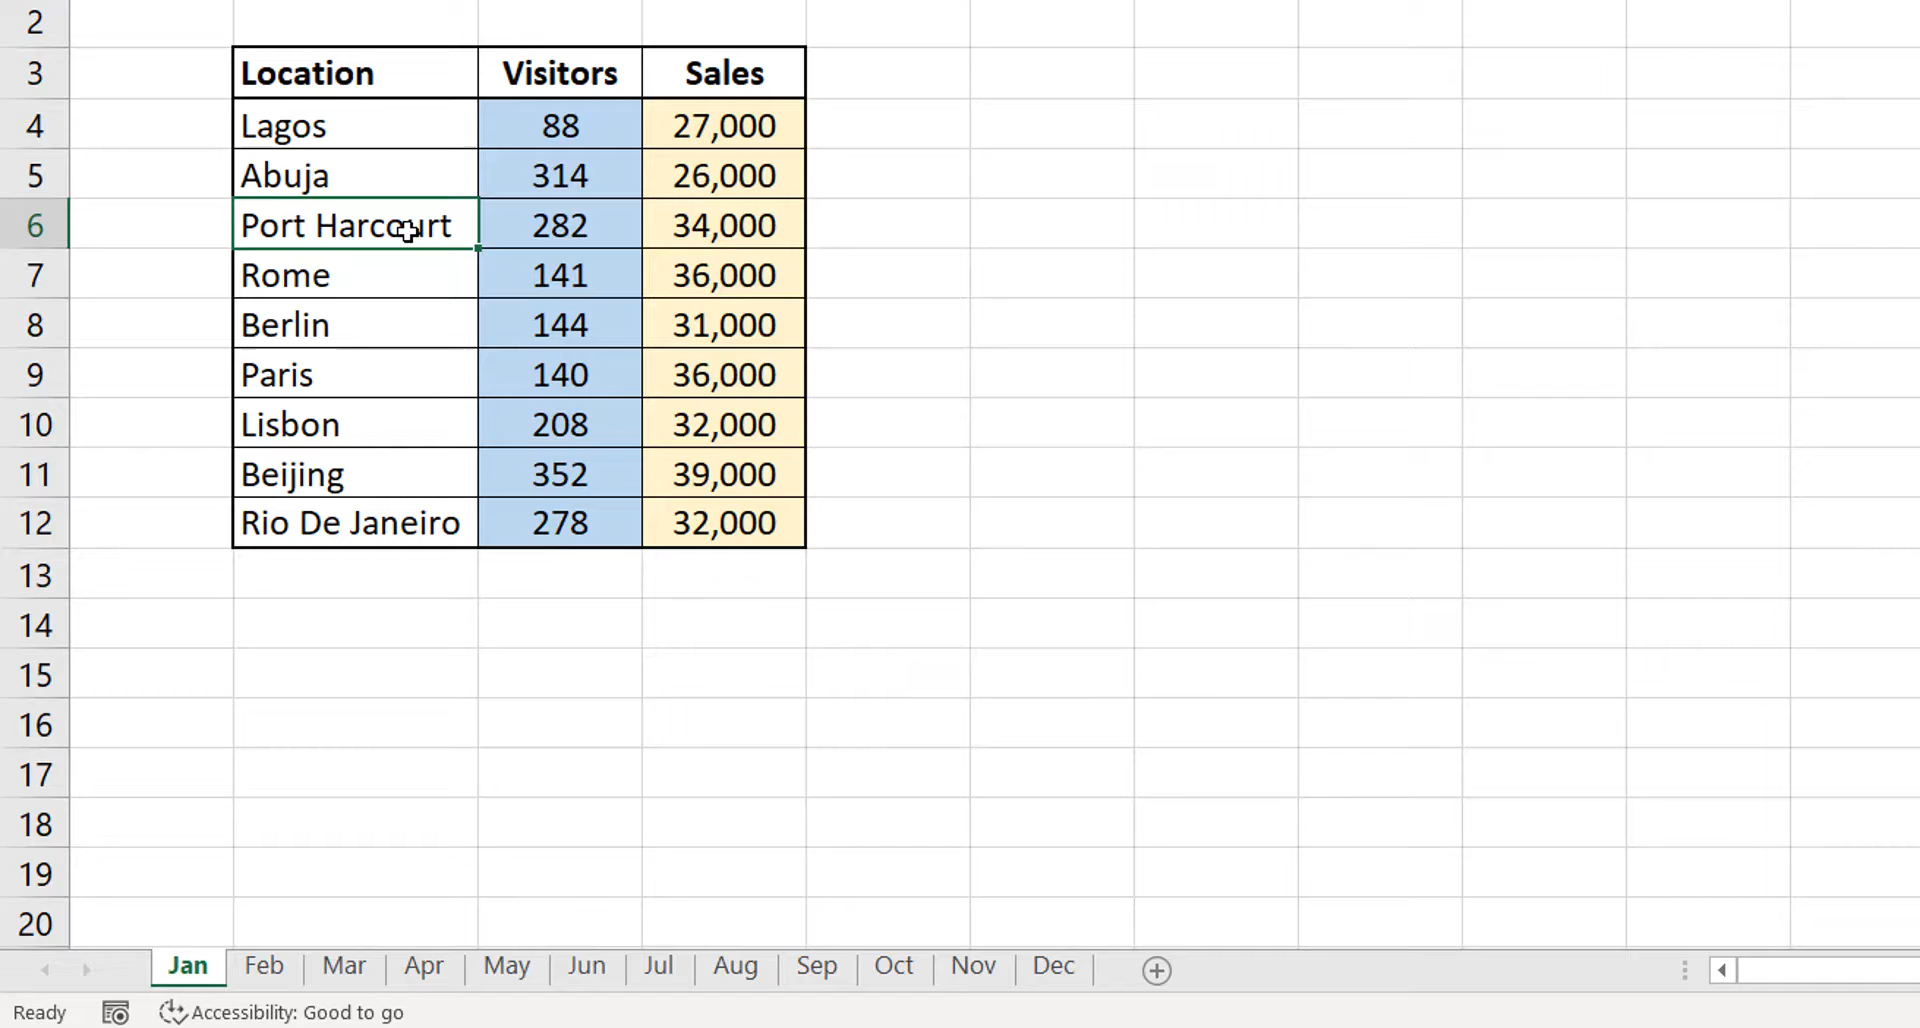 2
3 Location Visitors Sales
4 Lagos 88 27,000
5 Abuja 314 26,000
6 Port Harcourt 282 34,000
7 Rome 141 36,000
8 Berlin 144 31,000
9 Paris 140 36,000
10 Lisbon 208 32,000
11 Beijing 352 39,000
12 Rio De Janeiro 278 32,000
13
14
15
16
17
18
19
20
Jan Feb Mar Apr May Jun Jul Aug Sep Oct Nov Dec
Ready Accessibility: Good to go